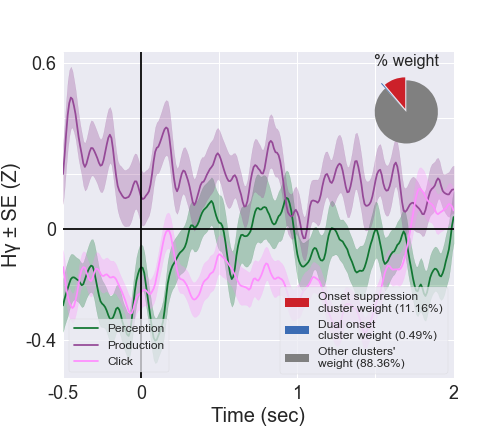 % weight
0.6
0
-0.4
Hγ ± SE (Z)
Perception
Production
Click
Onset suppression
cluster weight (11.16%)
Dual onset
cluster weight (0.49%)
Other clusters'
weight (88.36%)
-0.5
0
1
2
Time (sec)